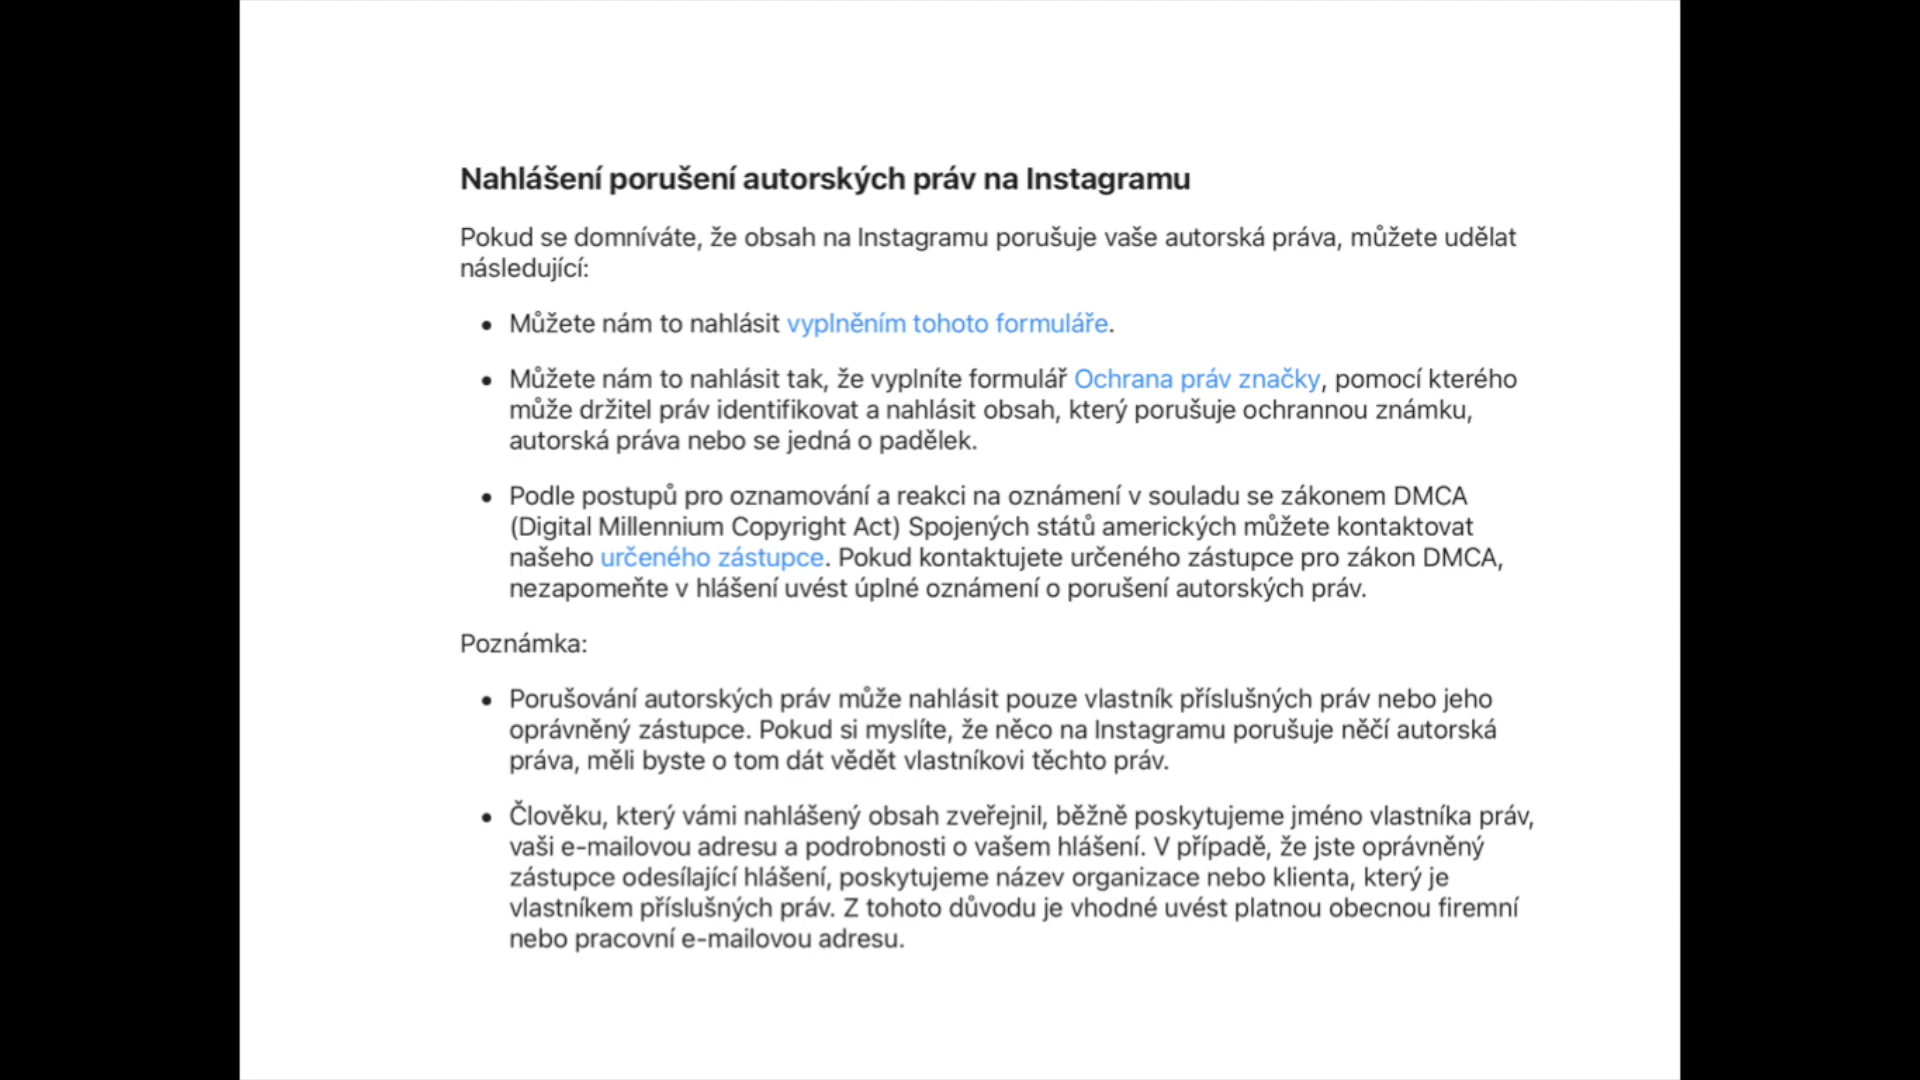 Nahlášení porušení autorských práv na Instagramu
Pokud se domníváte, že obsah na Instagramu porušuje vaše autorská práva, můžete udělat
následující:
• Můžete nám to nahlásit vyplněním tohoto formuláře.
• Můžete nám to nahlásit tak, že vyplníte formulář Ochrana práv značky, pomocí kterého
může držitel práv identifikovat a nahlásit obsah, který porušuje ochrannou známku,
autorská práva nebo se jedná o padělek.
• Podle postupů pro oznamování a reakci na oznámení v souladu se zákonem DMCA
(Digital Millennium Copyright Act) Spojených států amerických můžete kontaktovat
našeho určeného zástupce. Pokud kontaktujete určeného zástupce pro zákon DMCA,
nezapomeňte v hlášení uvést úplné oznámení o porušení autorských práv.
Poznámka:
• Porušování autorských práv může nahlásit pouze vlastník příslušných práv nebo jeho
oprávněný zástupce. Pokud si myslíte, že něco na Instagramu porušuje něčí autorská
práva, měli byste o tom dát vědět vlastníkovi těchto práv.
• Člověku, který vámi nahlášený obsah zveřejnil, běžně poskytujeme jméno vlastníka práv,
vaši e-mailovou adresu a podrobnosti o vašem hlášení. V případě, že jste oprávněný
zástupce odesílající hlášení, poskytujeme název organizace nebo klienta, který je
vlastníkem příslušných práv. Z tohoto důvodu je vhodné uvést platnou obecnou firemní
nebo pracovní e-mailovou adresu.